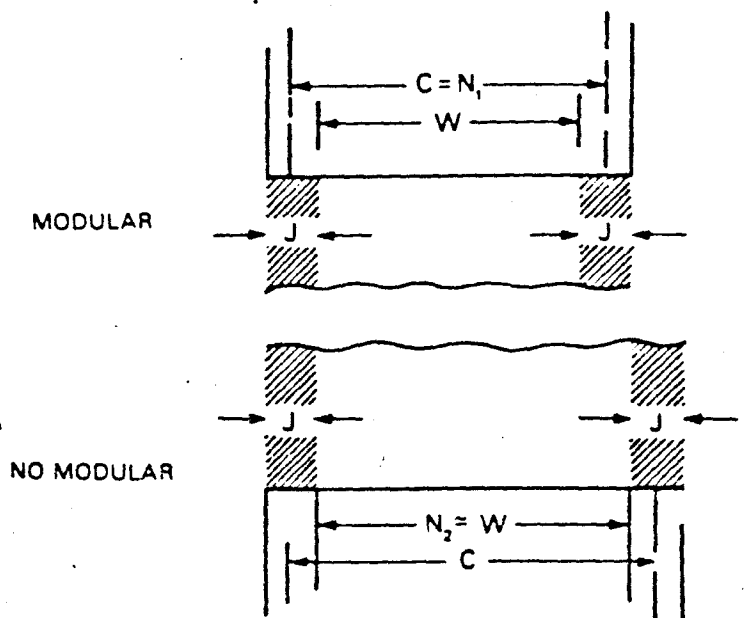 C = N₁
W
MODULAR
J J
J J
NO MODULAR
N₂ ≃ W
C